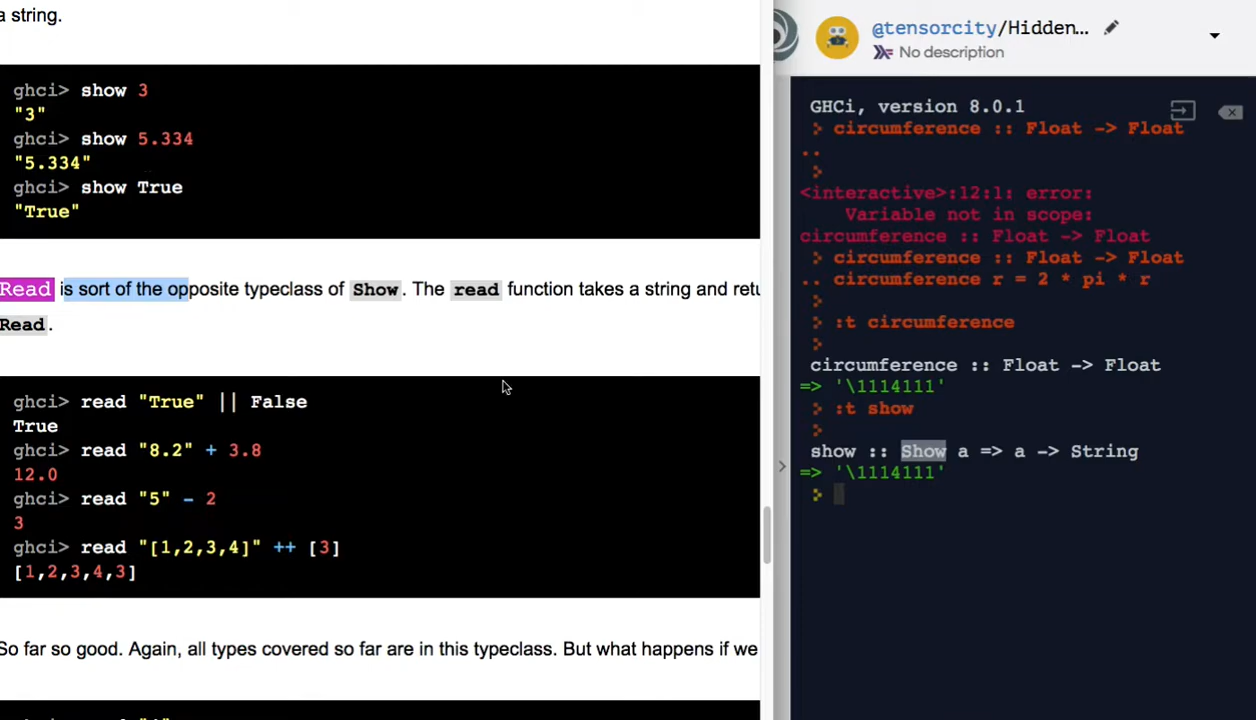 a string.
ghci> show 3
"3"
ghci> show 5.334
"5.334"
ghci> show True
"True"
Read is sort of the opposite typeclass of Show. The read function takes a string and retu
Read.
ghci> read "True" || False
True
ghci> read "8.2" + 3.8
12.0
ghci> read "5" - 2
3
ghci> read "[1,2,3,4]" ++ [3]
[1,2,3,4,3]
So far so good. Again, all types covered so far are in this typeclass. But what happens if we
@tensorcity/Hidden...
No description
GHCi, version 8.0.1
circumference :: Float -> Float
..
<interactive>:12:1: error:
Variable not in scope:
circumference :: Float -> Float
circumference :: Float -> Float
.. circumference r = 2 * pi * r
:t circumference
circumference :: Float -> Float
=> '\1114111'
:t show
show :: Show a => a -> String
=> '\1114111'